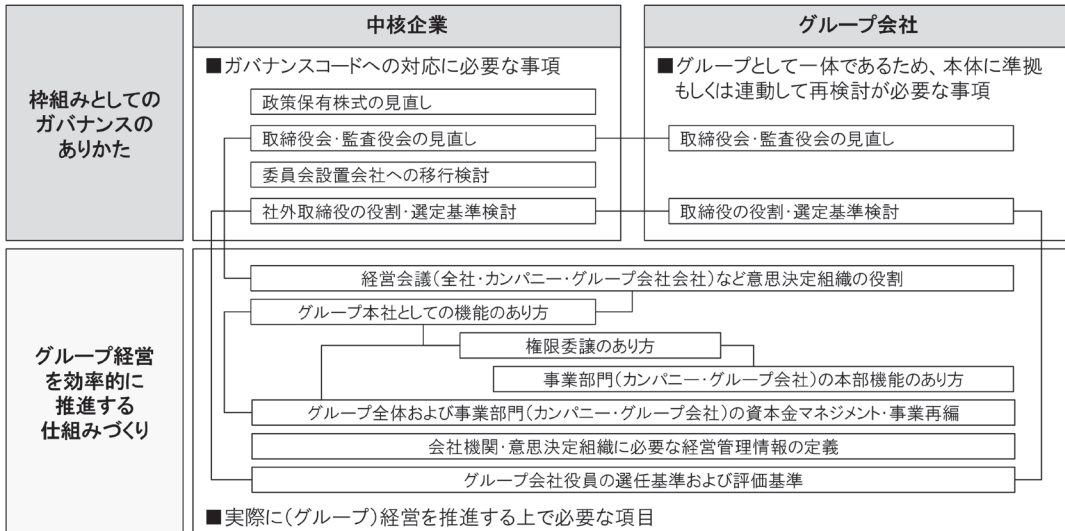 中核企業
グループ会社
枠組みとしての
ガバナンスの
ありかた
■ガバナンスコードへの対応に必要な事項
政策保有株式の見直し
取締役会・監査役会の見直し
委員会設置会社への移行検討
社外取締役の役割・選定基準検討
■グループとして一体であるため、本体に準拠
もしくは連動して再検討が必要な事項
取締役会・監査役会の見直し
取締役の役割・選定基準検討
グループ経営
を効率的に
推進する
仕組みづくり
経営会議(全社・カンパニー・グループ会社会社)など意思決定組織の役割
グループ本社としての機能のあり方
権限委譲のあり方
事業部門(カンパニー・グループ会社)の本部機能のあり方
グループ全体および事業部門(カンパニー・グループ会社)の資本金マネジメント・事業再編
会社機関・意思決定組織に必要な経営管理情報の定義
グループ会社役員の選任基準および評価基準
■実際に(グループ)経営を推進する上で必要な項目